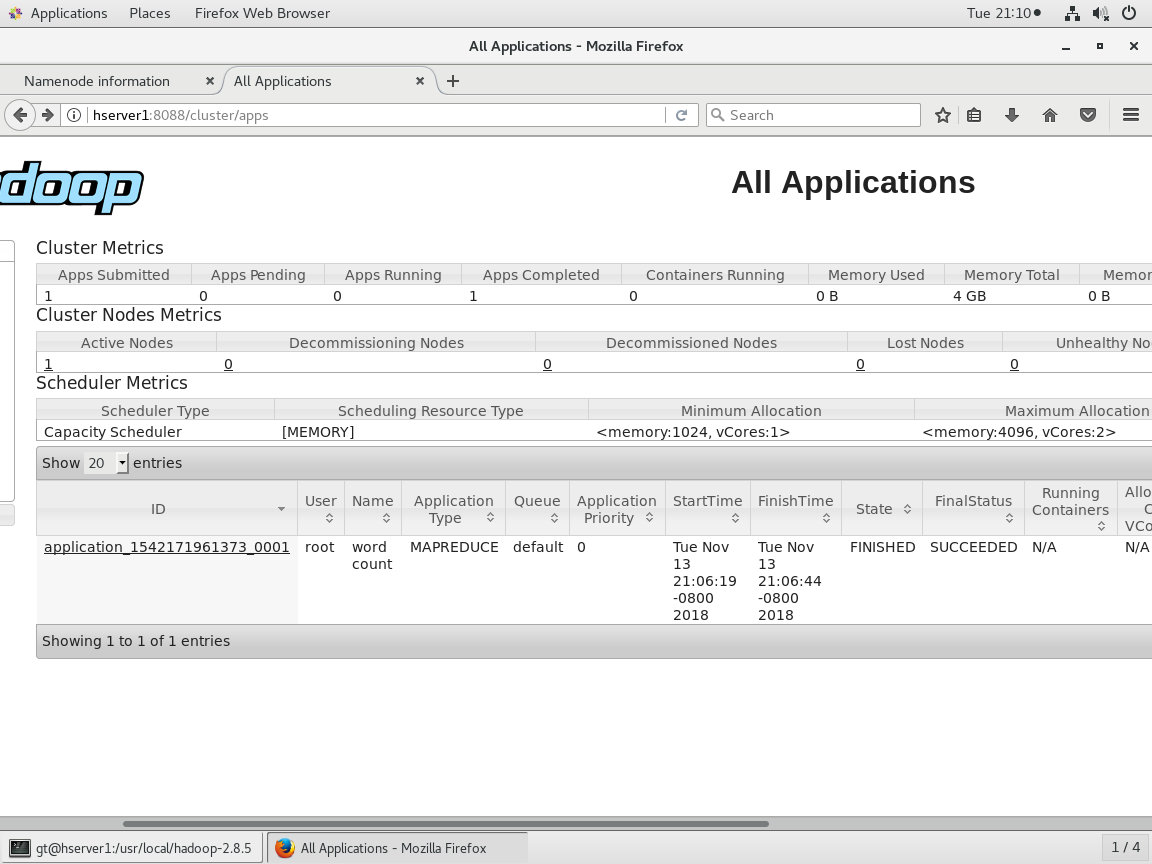 Applications Places Firefox Web Browser Tue 21:10
All Applications - Mozilla Firefox
Namenode information All Applications
hserver1:8088/cluster/apps Search
doop
All Applications
Cluster Metrics
Apps Submitted Apps Pending Apps Running Apps Completed Containers Running Memory Used Memory Total Memor
1 0 0 1 0 0 B 4 GB 0 B
Cluster Nodes Metrics
Active Nodes Decommissioning Nodes Decommissioned Nodes Lost Nodes Unhealthy No
1 0 0 0 0
Scheduler Metrics
Scheduler Type Scheduling Resource Type Minimum Allocation Maximum Allocation
Capacity Scheduler [MEMORY] <memory:1024, vCores:1> <memory:4096, vCores:2>
Show 20 entries
ID User Name Application Type Queue Application Priority StartTime FinishTime State FinalStatus Running Containers Allo C VCo
application_1542171961373_0001 root word MAPREDUCE default 0 Tue Nov Tue Nov FINISHED SUCCEEDED N/A N/A
count 13 13
21:06:19 21:06:44
-0800 -0800
2018 2018
Showing 1 to 1 of 1 entries
gt@hserver1:/usr/local/hadoop-2.8.5 All Applications - Mozilla Firefox 1 / 4